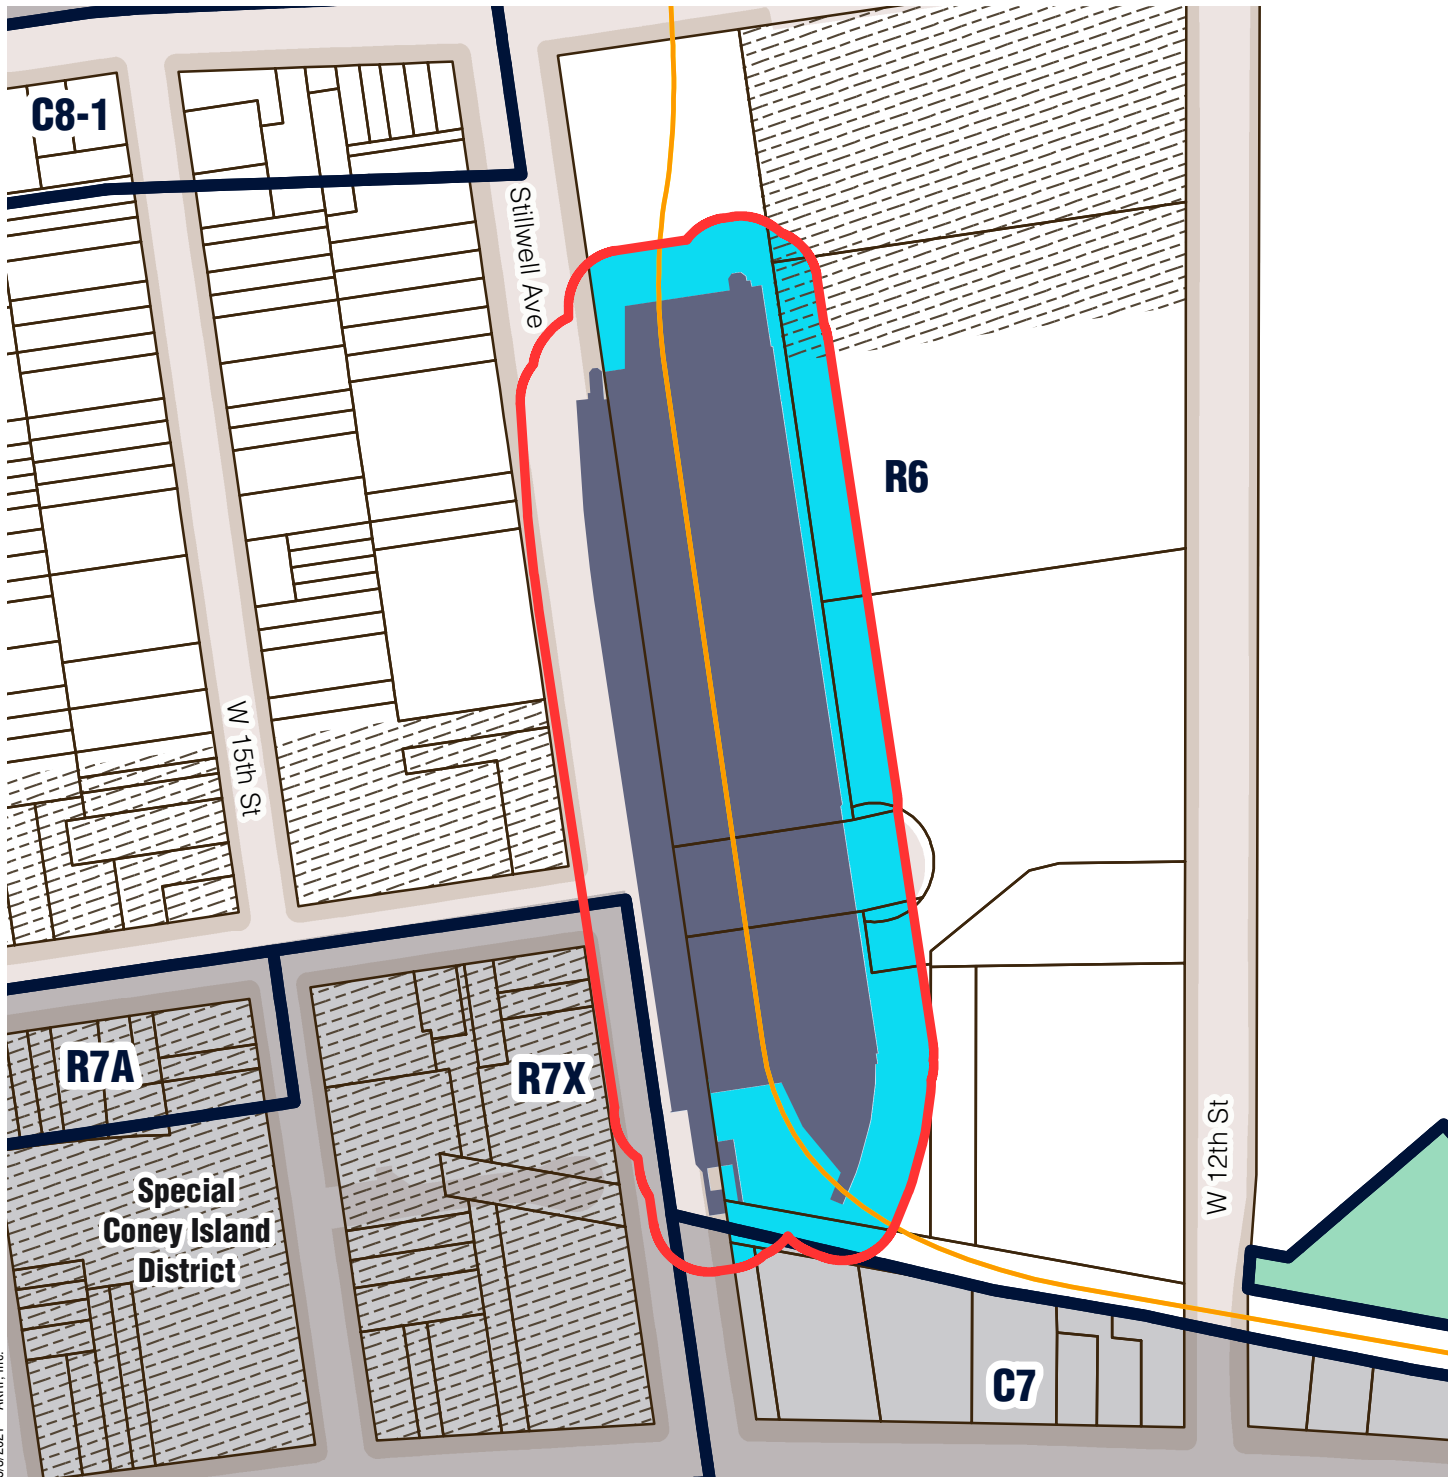 C8-1
Stillwell Ave
R6
W 15th St
R7A
R7X
W 12th St
Special
Coney Island
District
C7